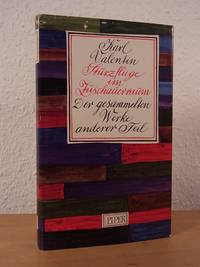 Karl
Valentin
Sturzflüge
im
Zuschauerraum
Der gesammelten
Werke
anderer Teil
PIPER